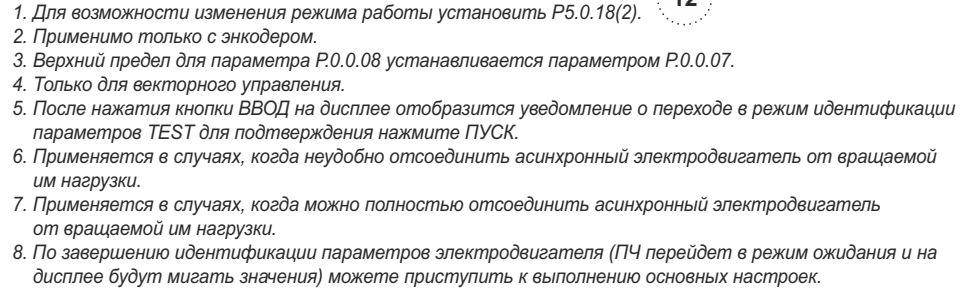 12
1. Для возможности изменения режима работы установить P5.0.18(2).
2. Применимо только с энкодером.
3. Верхний предел для параметра P.0.0.08 устанавливается параметром P.0.0.07.
4. Только для векторного управления.
5. После нажатия кнопки ВВОД на дисплее отобразится уведомление о переходе в режим идентификации
параметров TEST для подтверждения нажмите ПУСК.
6. Применяется в случаях, когда неудобно отсоединить асинхронный электродвигатель от вращаемой
им нагрузки.
7. Применяется в случаях, когда можно полностью отсоединить асинхронный электродвигатель
от вращаемой им нагрузки.
8. По завершению идентификации параметров электродвигателя (ПЧ перейдет в режим ожидания и на
дисплее будут мигать значения) можете приступить к выполнению основных настроек.